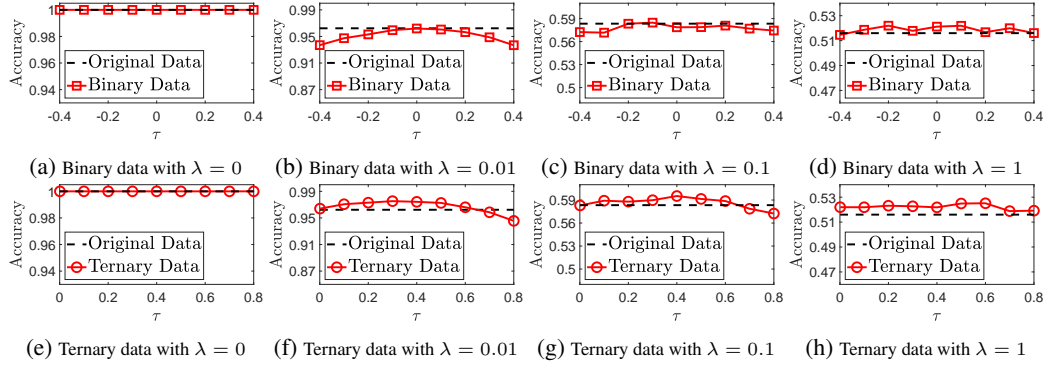 Accuracy
1
0.98
0.96
0.94
Original Data
Binary Data
-0.4 -0.2 0 0.2 0.4
τ
(a) Binary data with λ = 0
Accuracy
0.99
0.95
0.91
0.87
Original Data
Binary Data
-0.4 -0.2 0 0.2 0.4
τ
(b) Binary data with λ = 0.01
Accuracy
0.59
0.56
0.53
0.5
Original Data
Binary Data
-0.4 -0.2 0 0.2 0.4
τ
(c) Binary data with λ = 0.1
Accuracy
0.53
0.51
0.49
0.47
Original Data
Binary Data
-0.4 -0.2 0 0.2 0.4
τ
(d) Binary data with λ = 1
Accuracy
1
0.98
0.96
0.94
Original Data
Ternary Data
0 0.2 0.4 0.6 0.8
τ
(e) Ternary data with λ = 0
Accuracy
0.99
0.95
0.91
0.87
Original Data
Ternary Data
0 0.2 0.4 0.6 0.8
τ
(f) Ternary data with λ = 0.01
Accuracy
0.59
0.56
0.53
0.5
Original Data
Ternary Data
0 0.2 0.4 0.6 0.8
τ
(g) Ternary data with λ = 0.1
Accuracy
0.53
0.51
0.49
0.47
Original Data
Ternary Data
0 0.2 0.4 0.6 0.8
τ
(h) Ternary data with λ = 1